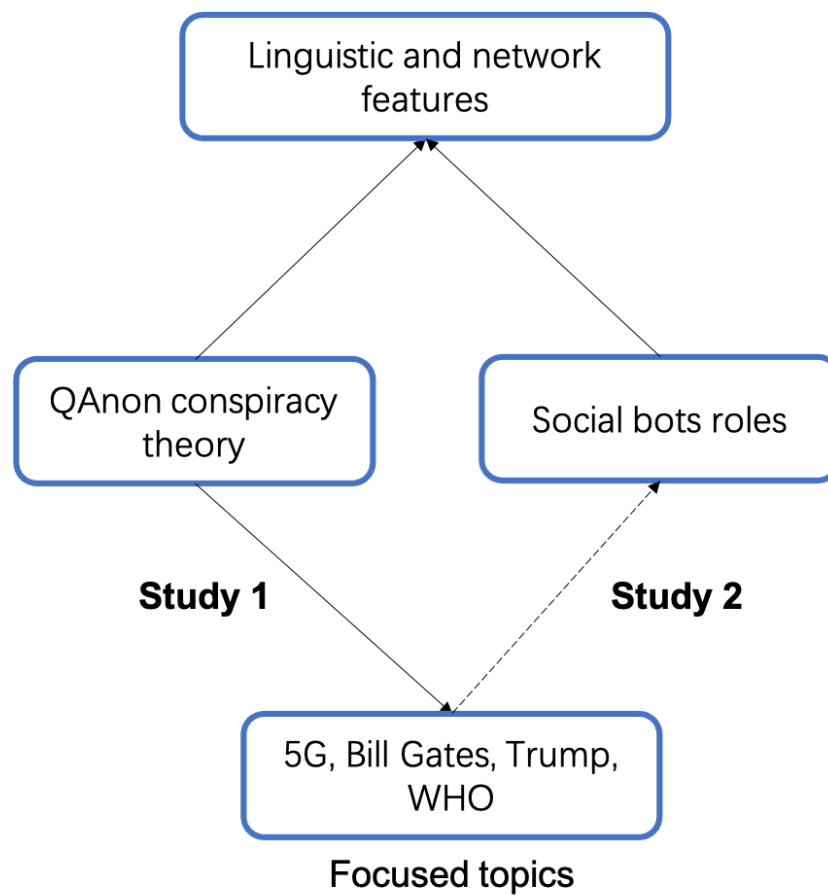 Linguistic and network
features
QAnon conspiracy
theory
Social bots roles
Study 1
Study 2
5G, Bill Gates, Trump,
WHO
Focused topics